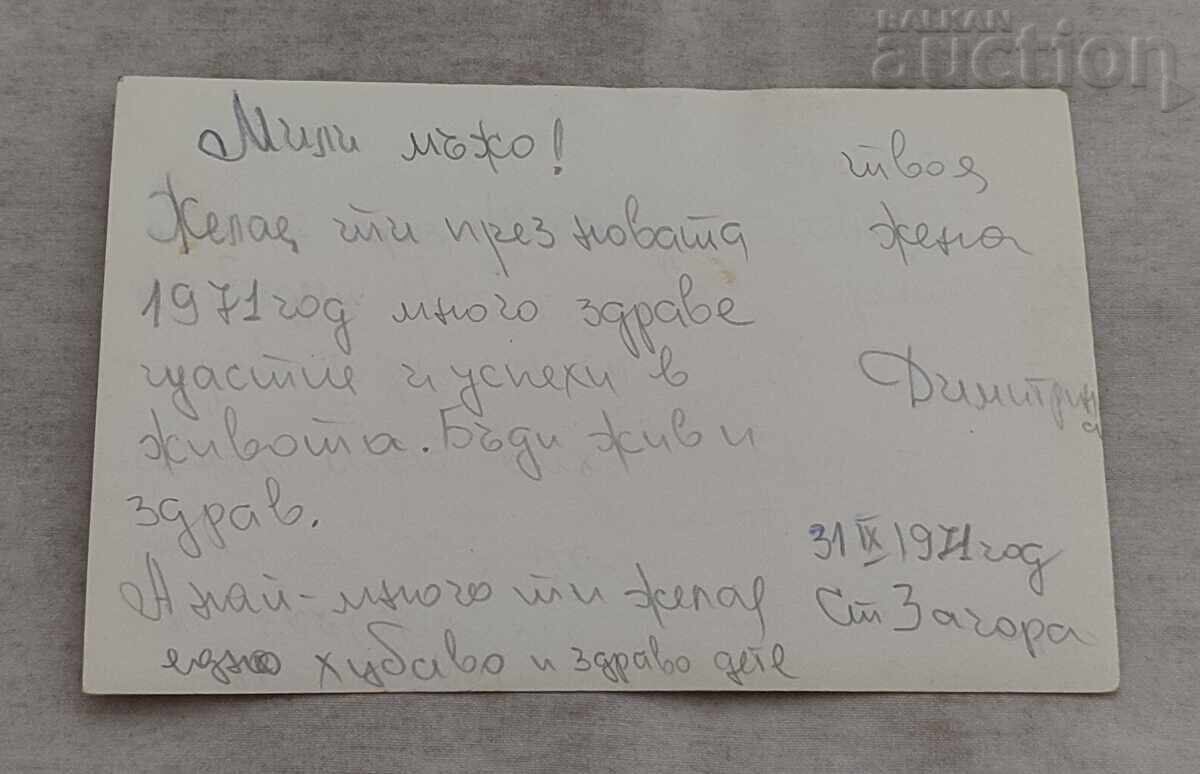 Мили мъжо!
Желая ти през новата
1971 год много здраве
щастие и успехи в
живота. Бъди жив и
здрав.
А най-много ти желая
едно хубаво и здраво дете
твоя
жена
Димитрина
31 IX 1971 год
Ст Загора
BALKAN
auction